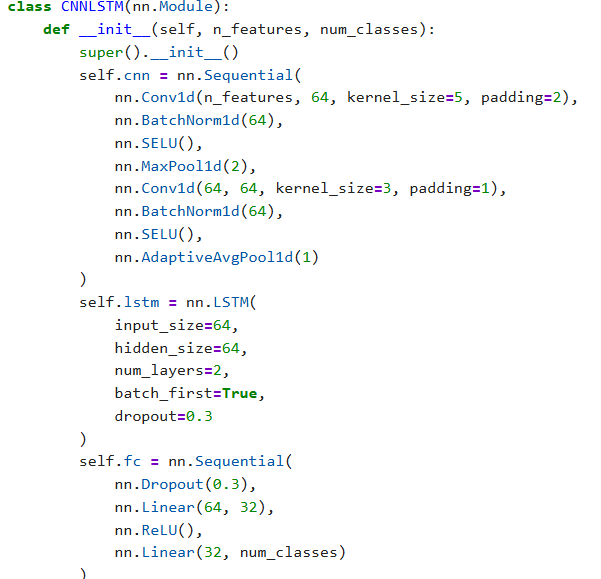 class CNNLSTM(nn.Module):
    def __init__(self, n_features, num_classes):
        super().__init__()
        self.cnn = nn.Sequential(
            nn.Conv1d(n_features, 64, kernel_size=5, padding=2),
            nn.BatchNorm1d(64),
            nn.SELU(),
            nn.MaxPool1d(2),
            nn.Conv1d(64, 64, kernel_size=3, padding=1),
            nn.BatchNorm1d(64),
            nn.SELU(),
            nn.AdaptiveAvgPool1d(1)
        )
        self.lstm = nn.LSTM(
            input_size=64,
            hidden_size=64,
            num_layers=2,
            batch_first=True,
            dropout=0.3
        )
        self.fc = nn.Sequential(
            nn.Dropout(0.3),
            nn.Linear(64, 32),
            nn.ReLU(),
            nn.Linear(32, num_classes)
        )